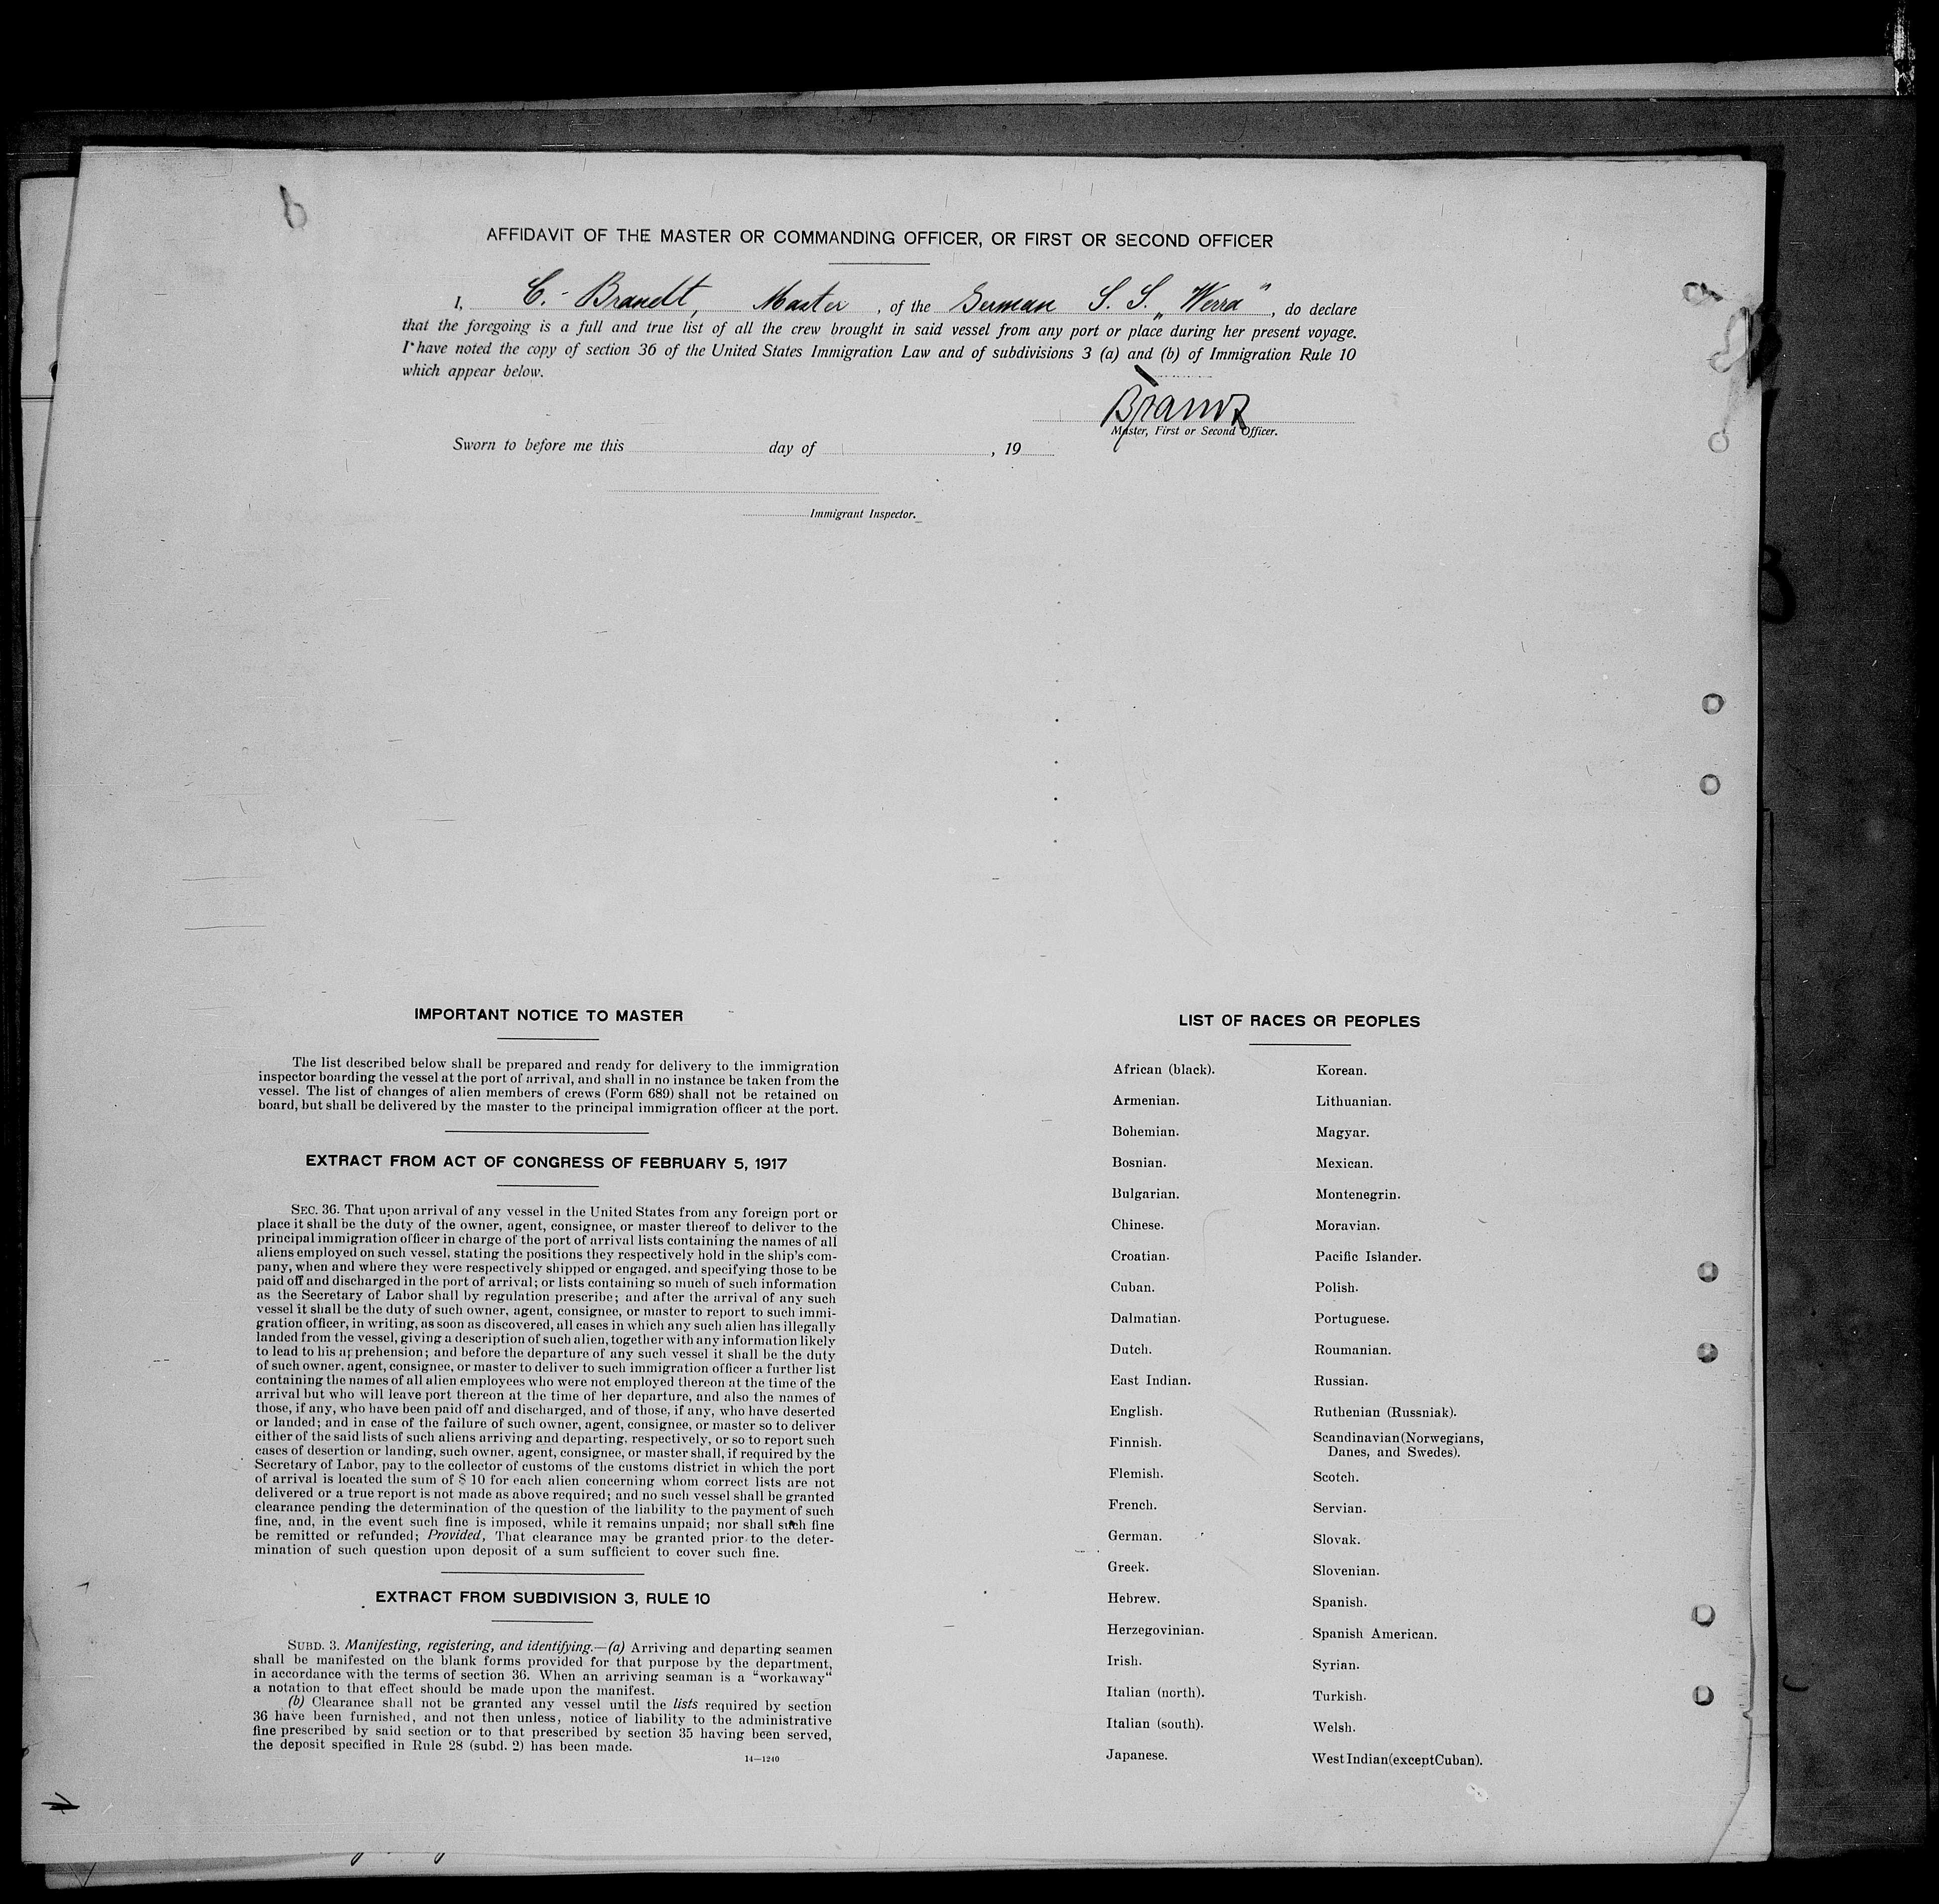 AFFIDAVIT OF THE MASTER OR COMMANDING OFFICER, OR FIRST OR SECOND OFFICER
I, C. Brandt, Master, of the German S. S. „Werra", do declare
that the foregoing is a full and true list of all the crew brought in said vessel from any port or place during her present voyage.
I have noted the copy of section 36 of the United States Immigration Law and of subdivisions 3 (a) and (b) of Immigration Rule 10
which appear below.
Brandt
Master, First or Second Officer.
Sworn to before me this day of , 19
Immigrant Inspector.
IMPORTANT NOTICE TO MASTER
The list described below shall be prepared and ready for delivery to the immigration
inspector boarding the vessel at the port of arrival, and shall in no instance be taken from the
vessel. The list of changes of alien members of crews (Form 689) shall not be retained on
board, but shall be delivered by the master to the principal immigration officer at the port.
EXTRACT FROM ACT OF CONGRESS OF FEBRUARY 5, 1917
SEC. 36. That upon arrival of any vessel in the United States from any foreign port or
place it shall be the duty of the owner, agent, consignee, or master thereof to deliver to the
principal immigration officer in charge of the port of arrival lists containing the names of all
aliens employed on such vessel, stating the positions they respectively hold in the ship's com-
pany, when and where they were respectively shipped or engaged, and specifying those to be
paid off and discharged in the port of arrival; or lists containing so much of such information
as the Secretary of Labor shall by regulation prescribe; and after the arrival of any such
vessel it shall be the duty of such owner, agent, consignee, or master to report to such immi-
gration officer, in writing, as soon as discovered, all cases in which any such alien has illegally
landed from the vessel, giving a description of such alien, together with any information likely
to lead to his apprehension; and before the departure of any such vessel it shall be the duty
of such owner, agent, consignee, or master to deliver to such immigration officer a further list
containing the names of all alien employees who were not employed thereon at the time of the
arrival but who will leave port thereon at the time of her departure, and also the names of
those, if any, who have been paid off and discharged, and of those, if any, who have deserted
or landed; and in case of the failure of such owner, agent, consignee, or master so to deliver
either of the said lists of such aliens arriving and departing, respectively, or so to report such
cases of desertion or landing, such owner, agent, consignee, or master shall, if required by the
Secretary of Labor, pay to the collector of customs of the customs district in which the port
of arrival is located the sum of $ 10 for each alien concerning whom correct lists are not
delivered or a true report is not made as above required; and no such vessel shall be granted
clearance pending the determination of the question of the liability to the payment of such
fine, and, in the event such fine is imposed, while it remains unpaid; nor shall such fine
be remitted or refunded; Provided, That clearance may be granted prior to the deter-
mination of such question upon deposit of a sum sufficient to cover such fine.
EXTRACT FROM SUBDIVISION 3, RULE 10
SUBD. 3. Manifesting, registering, and identifying.—(a) Arriving and departing seamen
shall be manifested on the blank forms provided for that purpose by the department,
in accordance with the terms of section 36. When an arriving seaman is a "workaway"
a notation to that effect should be made upon the manifest.
(b) Clearance shall not be granted any vessel until the lists required by section
36 have been furnished, and not then unless, notice of liability to the administrative
fine prescribed by said section or to that prescribed by section 35 having been served,
the deposit specified in Rule 28 (subd. 2) has been made.
14—1240
LIST OF RACES OR PEOPLES
African (black).
Armenian.
Bohemian.
Bosnian.
Bulgarian.
Chinese.
Croatian.
Cuban.
Dalmatian.
Dutch.
East Indian.
English.
Finnish.
Flemish.
French.
German.
Greek.
Hebrew.
Herzegovinian.
Irish.
Italian (north).
Italian (south).
Japanese.
Korean.
Lithuanian.
Magyar.
Mexican.
Montenegrin.
Moravian.
Pacific Islander.
Polish.
Portuguese.
Roumanian.
Russian.
Ruthenian (Russniak).
Scandinavian (Norwegians,
Danes, and Swedes).
Scotch.
Servian.
Slovak.
Slovenian.
Spanish.
Spanish American.
Syrian.
Turkish.
Welsh.
West Indian (except Cuban).